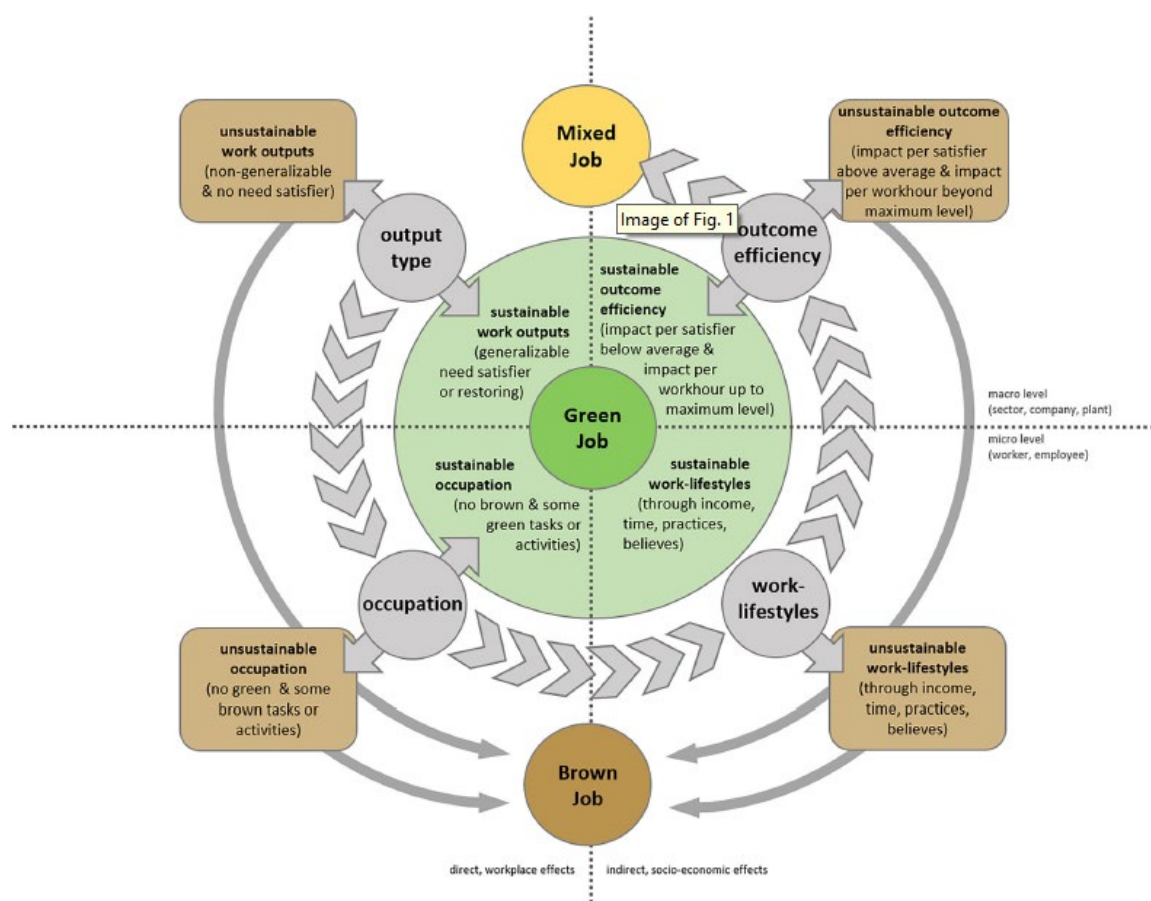 unsustainable
work outputs
(non-generalizable
& no need satisfier)
Mixed
Job
unsustainable outcome
efficiency
(impact per satisfier
above average & impact
per workhour beyond
maximum level)
Image of Fig. 1
output
type
outcome
efficiency
sustainable
work outputs
(generalizable
need satisfier
or restoring)
sustainable
outcome
efficiency
(impact per satisfier
below average &
impact per
workhour up to
maximum level)
Green
Job
macro level
(sector, company, plant)
micro level
(worker, employee)
sustainable
occupation
(no brown & some
green tasks or
activities)
sustainable
work-lifestyles
(through income,
time, practices,
believes)
occupation
work-
lifestyles
unsustainable
occupation
(no green & some
brown tasks or
activities)
unsustainable
work-lifestyles
(through income,
time, practices,
believes)
Brown
Job
direct, workplace effects
indirect, socio-economic effects